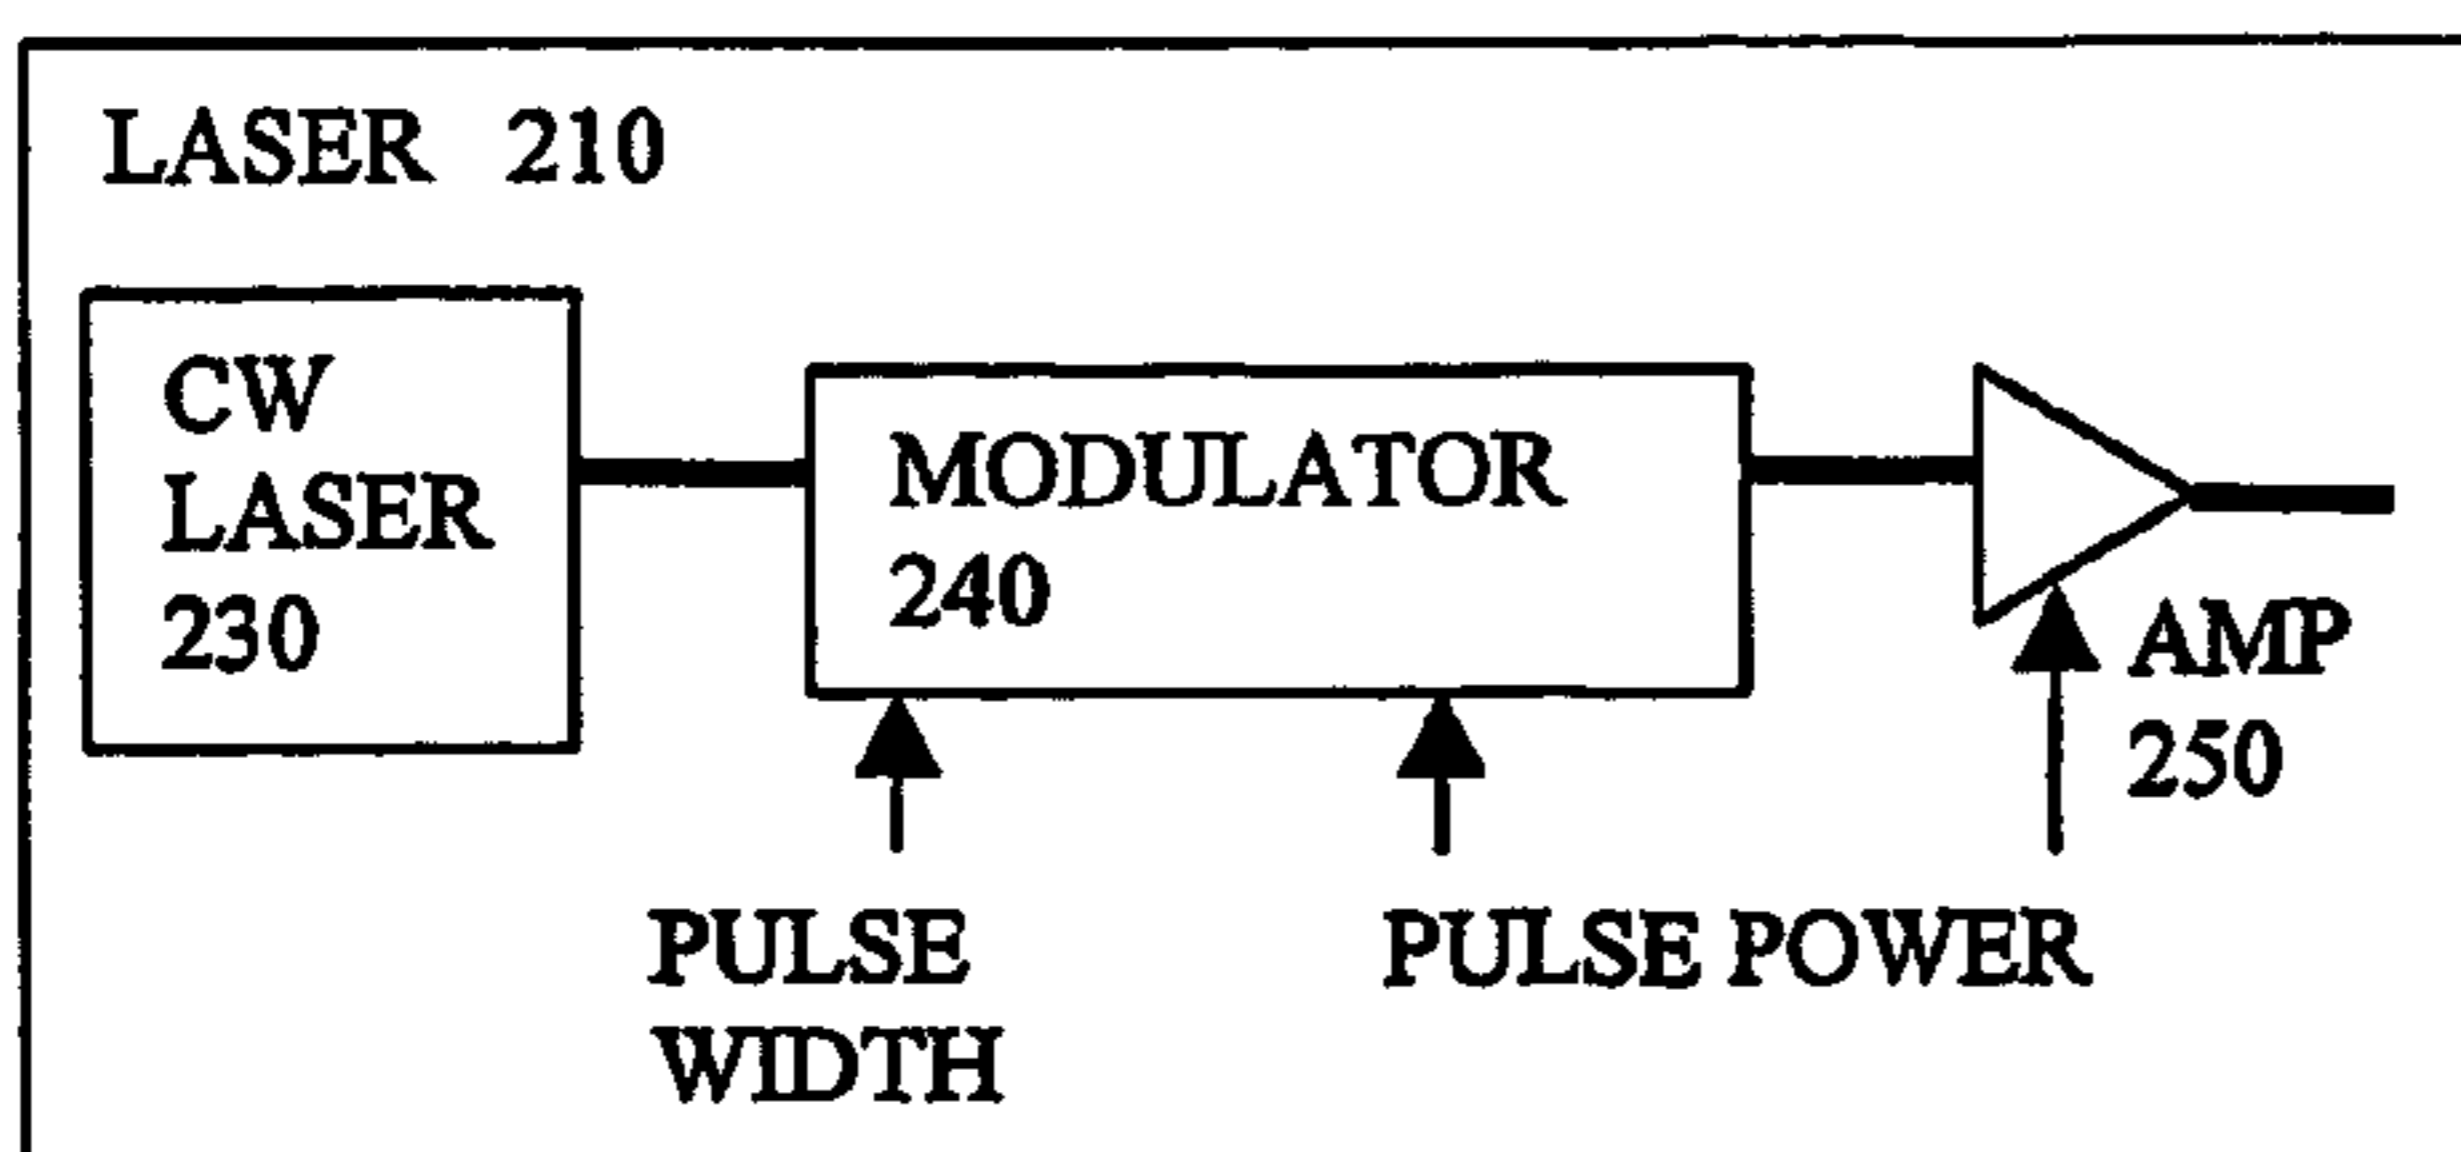 LASER 210
CW
LASER
230
MODULATOR
240
AMP
250
PULSE
WIDTH
PULSE POWER